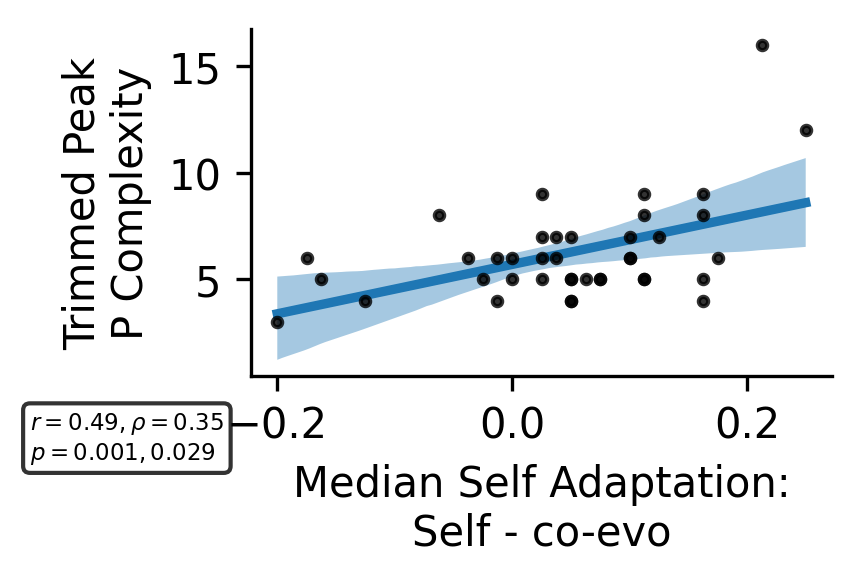 Trimmed Peak
P Complexity
15
10
5
−0.2 0.0 0.2
r = 0.49, ρ = 0.35
p = 0.001, 0.029
Median Self Adaptation:
Self - co-evo